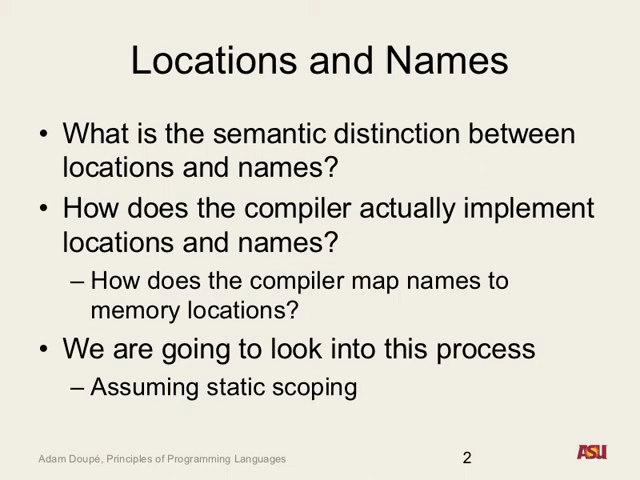 Locations and Names
• What is the semantic distinction between
locations and names?
• How does the compiler actually implement
locations and names?
– How does the compiler map names to
memory locations?
• We are going to look into this process
– Assuming static scoping
Adam Doupé, Principles of Programming Languages
2
ASU